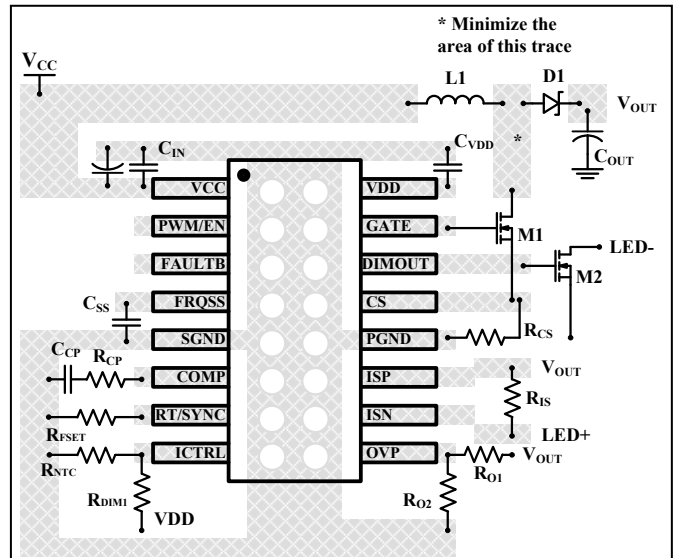 * Minimize the
area of this trace
VCC
L1
D1
VOUT
*
COUT
CIN
CVDD
VCC
VDD
PWM/EN
GATE
M1
FAULTB
DIMOUT
LED-
M2
CSS
FRQSS
CS
SGND
PGND
RCS
CCP
RCP
COMP
ISP
VOUT
RIS
RFSET
RT/SYNC
ISN
LED+
RNTC
ICTRL
OVP
VOUT
RO1
RDIM1
RO2
VDD